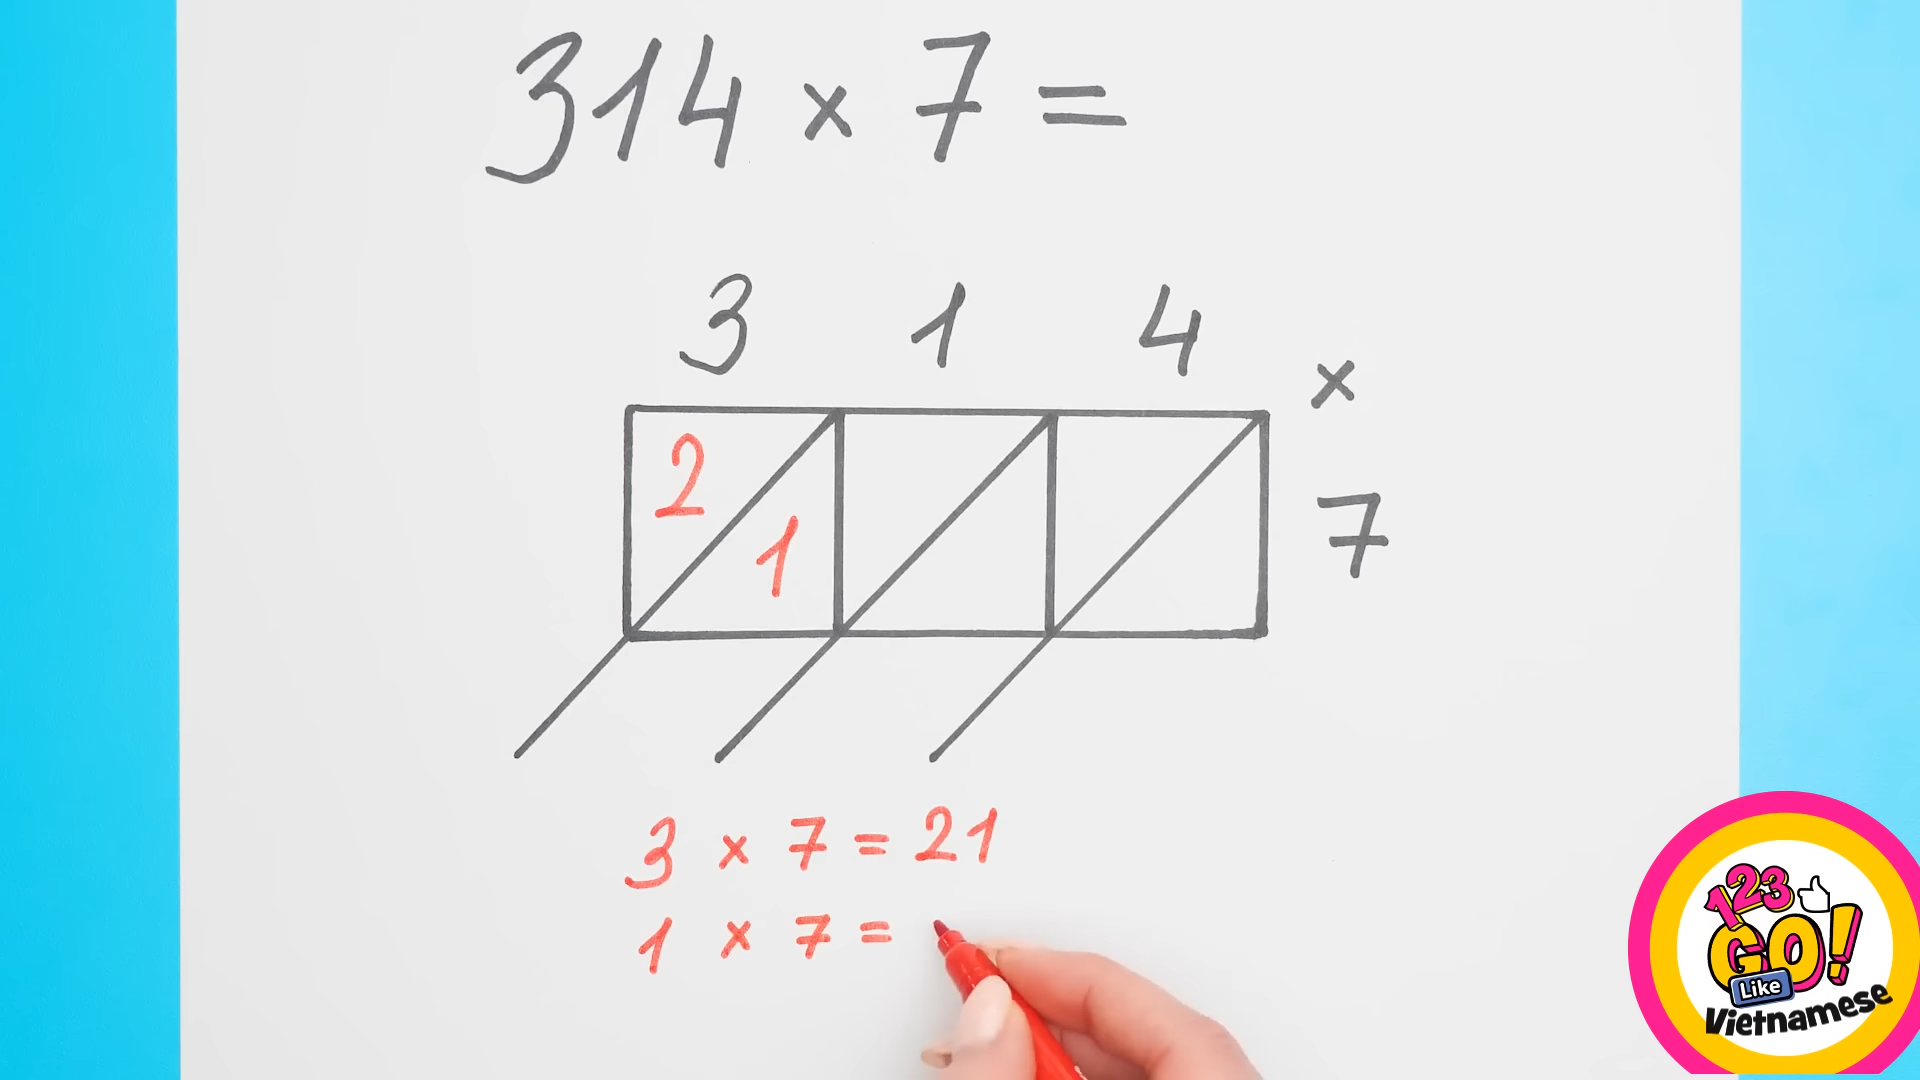 314 × 7 =
3 1 4 ×
7
2
1
3 × 7 = 21
1 × 7 =
123 GO!
Like
Vietnamese